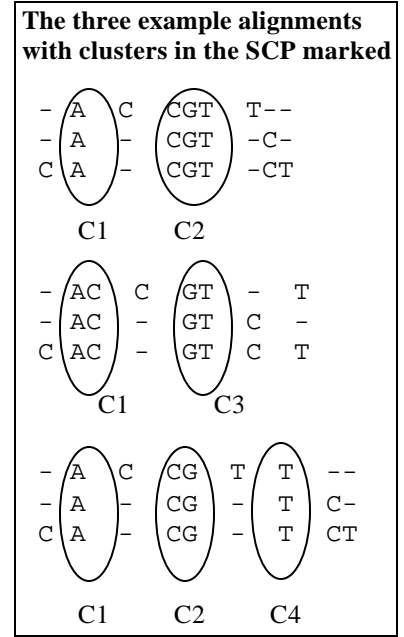 The three example alignments
with clusters in the SCP marked
- A C CGT T--
- A - CGT -C-
C A - CGT -CT
C1 C2
- AC C GT - T
- AC - GT C -
C AC - GT C T
C1 C3
- A C CG T T --
- A - CG - T C-
C A - CG - T CT
C1 C2 C4